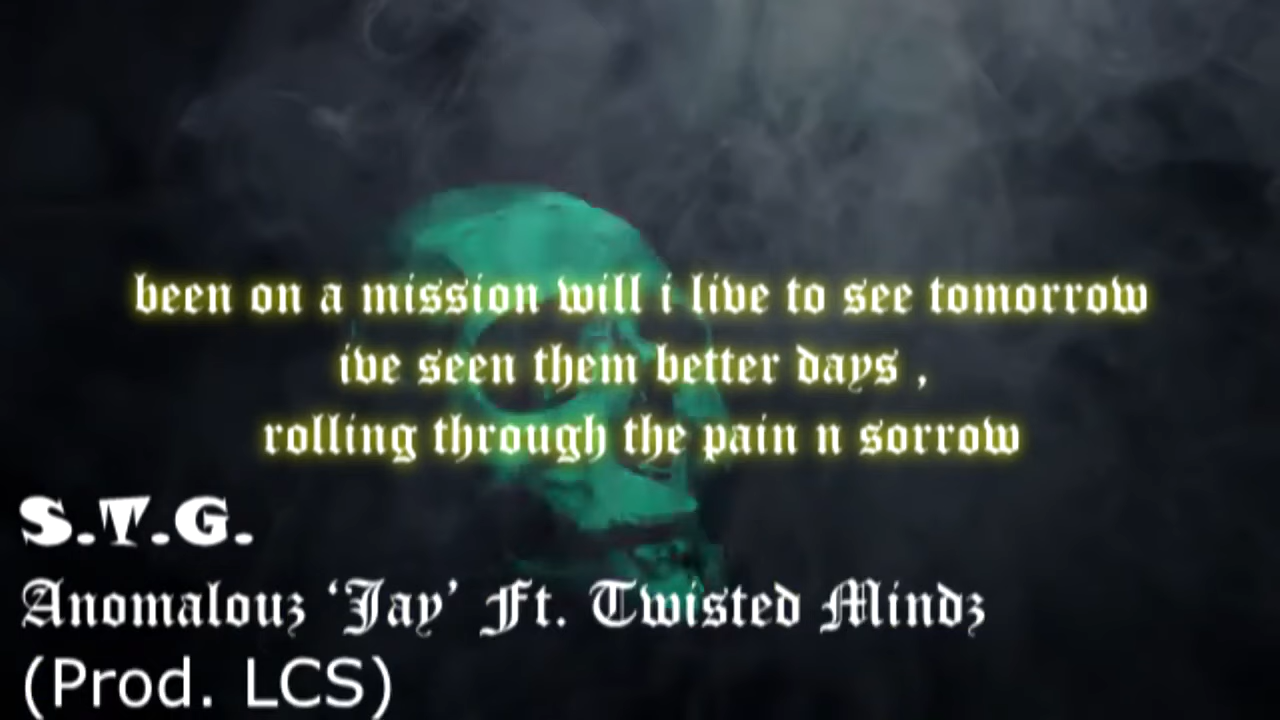 been on a mission will i live to see tomorrow
ive seen them better days ,
rolling through the pain n sorrow
S.T.G.
Anomalouz ‘Jay’ Ft. Twisted Mindz
(Prod. LCS)